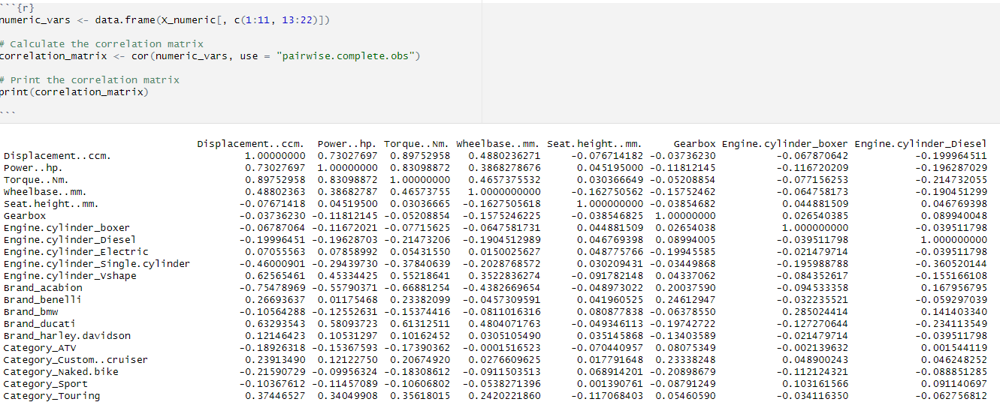 ```{r}
numeric_vars <- data.frame(X_numeric[, c(1:11, 13:22)])
# Calculate the correlation matrix
correlation_matrix <- cor(numeric_vars, use = "pairwise.complete.obs")
# Print the correlation matrix
print(correlation_matrix)
```
Displacement..ccm. Power..hp. Torque..Nm. Wheelbase..mm. Seat.height..mm. Gearbox Engine.cylinder_boxer Engine.cylinder_Diesel
Displacement..ccm. 1.00000000 0.73027697 0.89752958 0.4880236271 -0.076714182 -0.03736230 -0.067870642 -0.199964511
Power..hp. 0.73027697 1.00000000 0.83098872 0.3868278676 0.045195000 -0.11812145 -0.116720209 -0.196287029
Torque..Nm. 0.89752958 0.83098872 1.00000000 0.4657375532 0.030366649 -0.05208854 -0.077156253 -0.214732055
Wheelbase..mm. 0.48802363 0.38682787 0.46573755 1.0000000000 -0.162750562 -0.15752462 -0.064758173 -0.190451299
Seat.height..mm. -0.07671418 0.04519500 0.03036665 -0.1627505618 1.000000000 -0.03854682 0.044881509 0.046769398
Gearbox -0.03736230 -0.11812145 -0.05208854 -0.1575246225 -0.038546825 1.00000000 0.026540385 0.089940048
Engine.cylinder_boxer -0.06787064 -0.11672021 -0.07715625 -0.0647581731 0.044881509 0.02654038 1.000000000 -0.039511798
Engine.cylinder_Diesel -0.19996451 -0.19628703 -0.21473206 -0.1904512989 0.046769398 0.08994005 -0.039511798 1.000000000
Engine.cylinder_Electric 0.07055563 0.07858992 0.05431550 0.0150025627 0.048775766 -0.19945585 -0.021479714 -0.039511798
Engine.cylinder_Single.cylinder -0.46000901 -0.29439730 -0.37840639 -0.2028768572 0.030209431 -0.03449868 -0.195988788 -0.360520144
Engine.cylinder_Vshape 0.62565461 0.45334425 0.55218641 0.3522836274 -0.091782148 0.04337062 -0.084352617 -0.155166108
Brand_acabion -0.75478969 -0.55790371 -0.66881254 -0.4382669654 -0.048973022 0.20037590 -0.094533358 0.167956795
Brand_benelli 0.26693637 0.01175468 0.23382099 -0.0457309591 0.041960525 0.24612947 -0.032235521 -0.059297039
Brand_bmw -0.10564288 -0.12552631 -0.15374416 -0.0811016316 0.080877838 -0.06378550 0.285024414 0.141403340
Brand_ducati 0.63293543 0.58093723 0.61312511 0.4804071763 -0.049346113 -0.19742722 -0.127270644 -0.234113549
Brand_harley.davidson 0.12146423 0.10531297 0.10162452 0.0305105490 0.035145868 -0.13403589 -0.021479714 -0.039511798
Category_ATV -0.18926318 -0.15367593 -0.17390362 -0.0001516523 -0.070440957 0.08075349 -0.002139632 0.001544119
Category_Custom..cruiser 0.23913490 0.12122750 0.20674920 0.0276609625 0.017791648 0.23338248 0.048900243 0.046248252
Category_Naked.bike -0.21590729 -0.09956324 -0.18308612 -0.0911503513 0.068914201 -0.20898679 -0.112124321 -0.088851285
Category_Sport -0.10367612 -0.11457089 -0.10606802 -0.0538271396 0.001390761 -0.08791249 0.103161566 0.091140697
Category_Touring 0.37446527 0.34049908 0.35618015 0.2420221860 -0.117068403 0.05460590 -0.034116350 -0.062756812